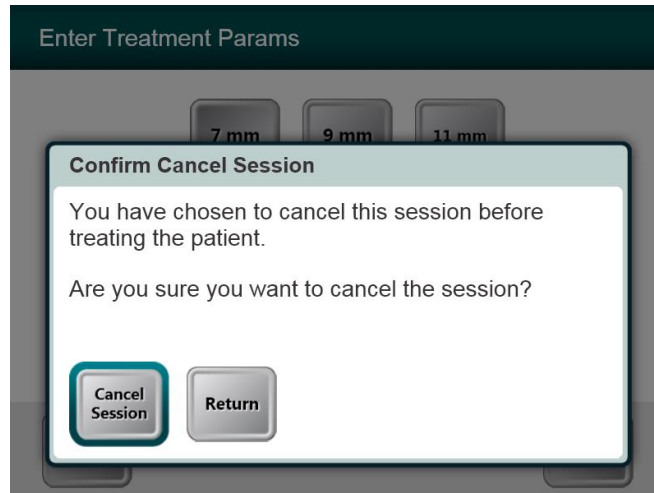 Enter Treatment Params
7 mm
9 mm
11 mm
Confirm Cancel Session
You have chosen to cancel this session before
treating the patient.
Are you sure you want to cancel the session?
Cancel
Session
Return